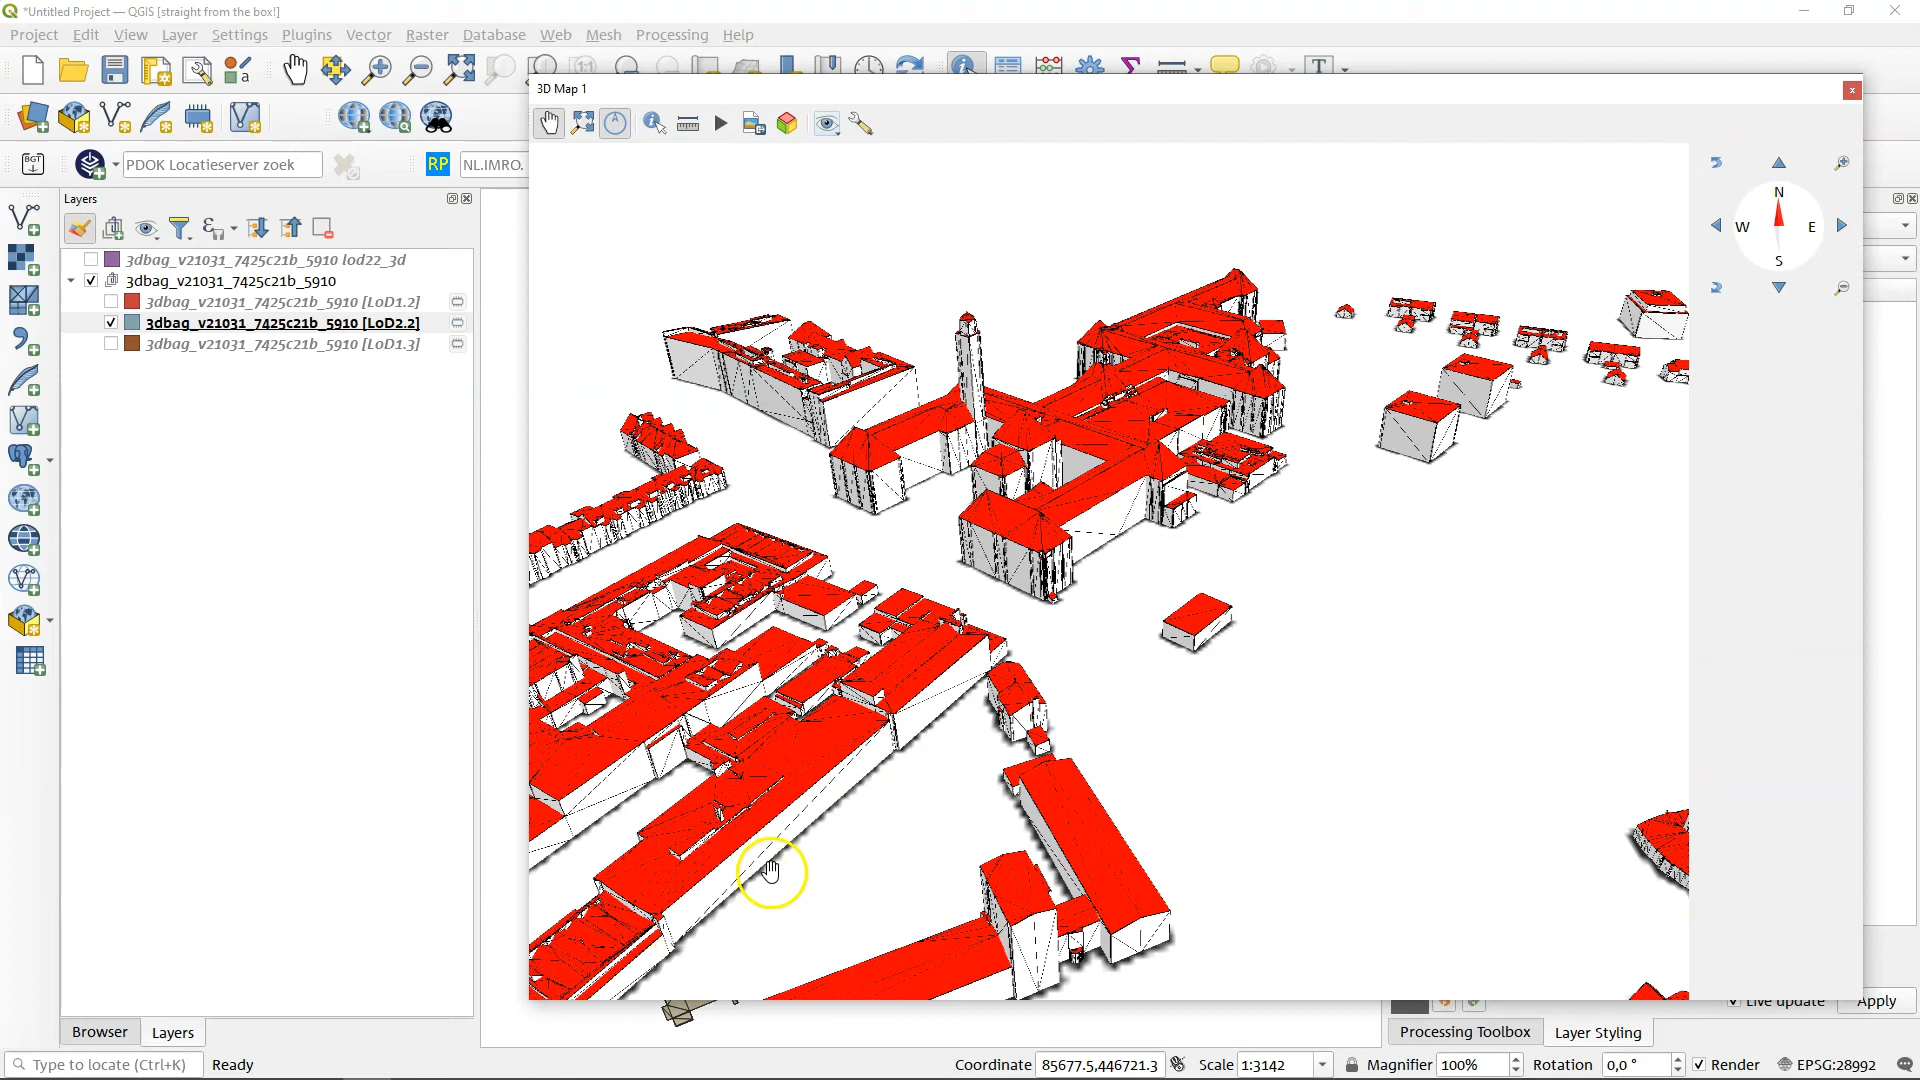 *Untitled Project — QGIS [straight from the box!]
Project Edit View Layer Settings Plugins Vector Raster Database Web Mesh Processing Help
3D Map 1
BGT
PDOK Locatieserver zoek
RP
NL.IMRO.
Layers
3dbag_v21031_7425c21b_5910 lod22_3d
3dbag_v21031_7425c21b_5910
3dbag_v21031_7425c21b_5910 [LoD1.2]
3dbag_v21031_7425c21b_5910 [LoD2.2]
3dbag_v21031_7425c21b_5910 [LoD1.3]
N
W
E
S
Live update
Apply
Browser
Layers
Processing Toolbox
Layer Styling
Type to locate (Ctrl+K)
Ready
Coordinate 85677.5,446721.3
Scale 1:3142
Magnifier 100%
Rotation 0,0 °
Render
EPSG:28992